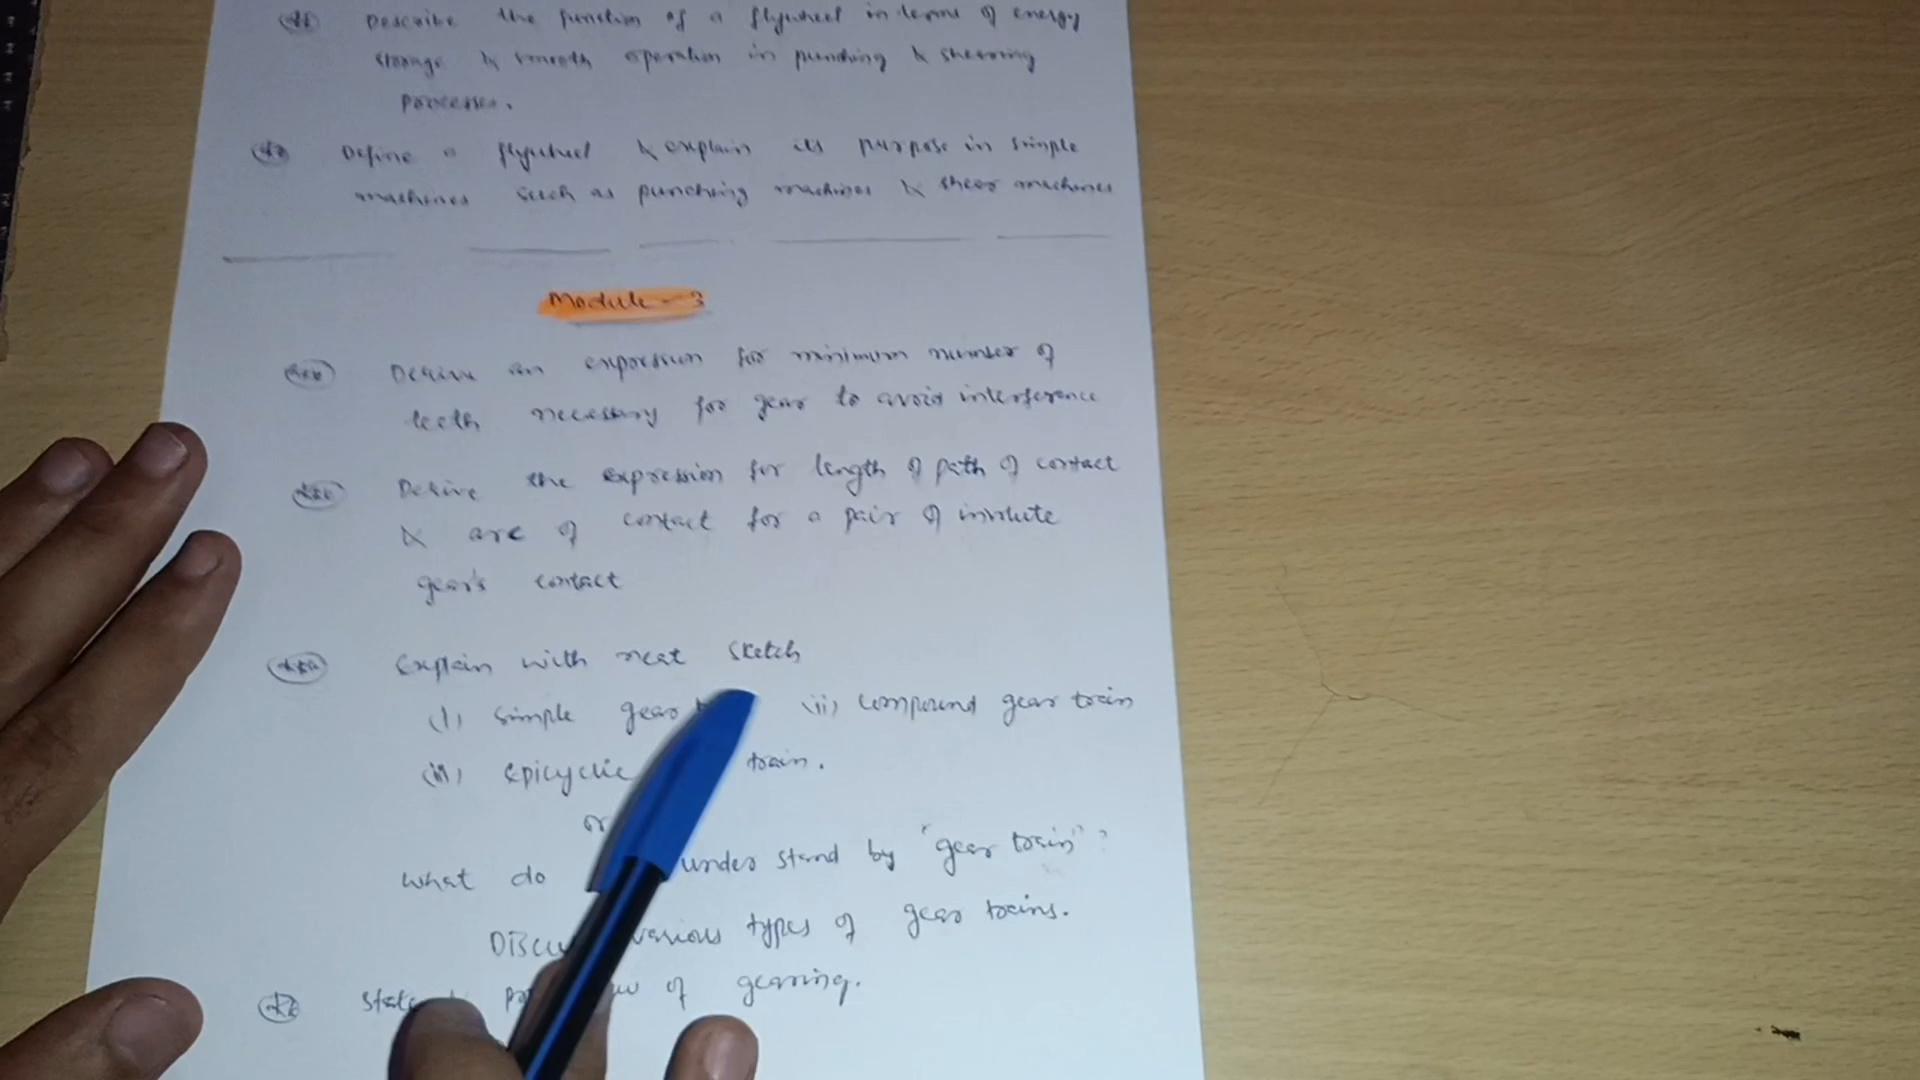 Describe the function of a flywheel in terms of energy
storage & smooth operation in punching & shearing
processes.
Define a flywheel & explain its purpose in simple
machines such as punching machines & shear machines
Module - 3
Derive an expression for minimum number of
teeth necessary for gear to avoid interference
Derive the expression for length of path of contact
& arc of contact for a pair of involute
gear's contact
Explain with neat sketch
(i) simple gear (ii) compound gear train
(iii) Epicyclic train.
or
What do under stand by "gear train"?
various types of gear trains.
of gearing.